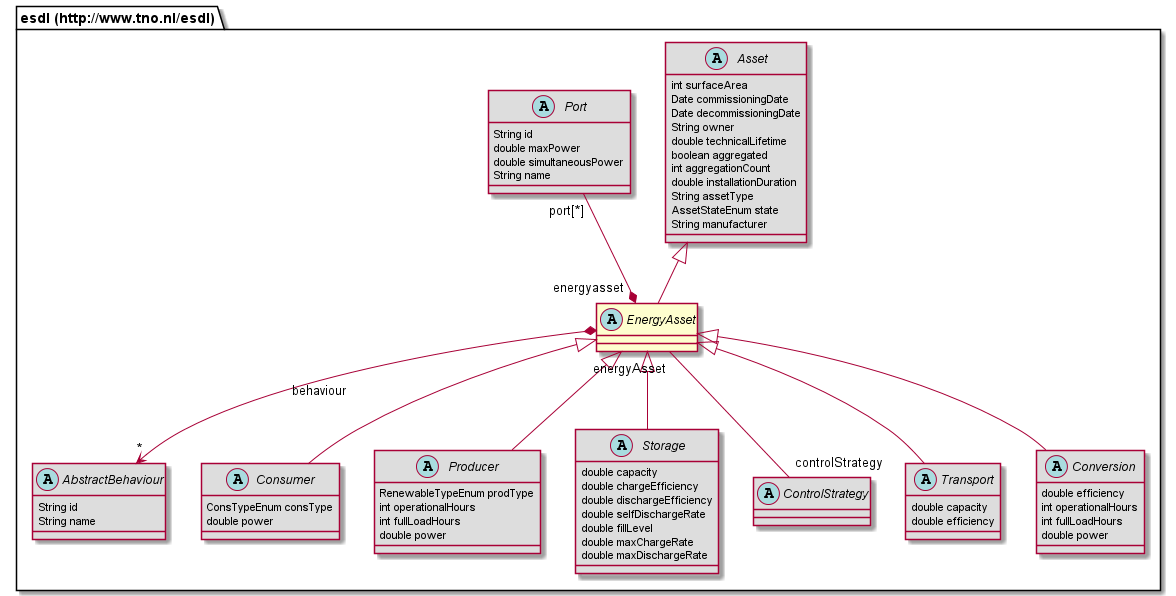 esdl (http://www.tno.nl/esdl)
A Asset
int surfaceArea
Date commissioningDate
Date decommissioningDate
String owner
double technicalLifetime
boolean aggregated
int aggregationCount
double installationDuration
String assetType
AssetStateEnum state
String manufacturer
A Port
String id
double maxPower
double simultaneousPower
String name
port[*]
energyasset
A EnergyAsset
energyAsset
behaviour
*
controlStrategy
A AbstractBehaviour
String id
String name
A Consumer
ConsTypeEnum consType
double power
A Producer
RenewableTypeEnum prodType
int operationalHours
int fullLoadHours
double power
A Storage
double capacity
double chargeEfficiency
double dischargeEfficiency
double selfDischargeRate
double fillLevel
double maxChargeRate
double maxDischargeRate
A ControlStrategy
A Transport
double capacity
double efficiency
A Conversion
double efficiency
int operationalHours
int fullLoadHours
double power